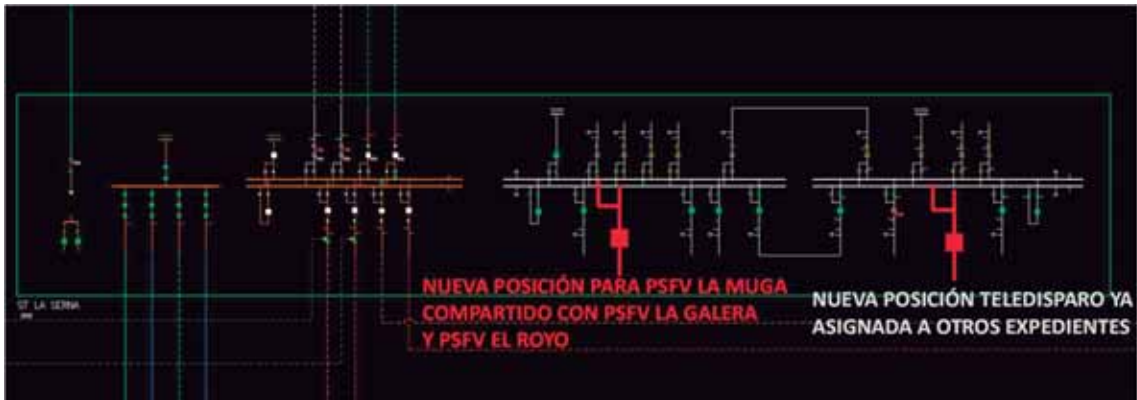 NUEVA POSICIÓN PARA PSFV LA MUGA
COMPARTIDO CON PSFV LA GALERA
Y PSFV EL ROYO
NUEVA POSICIÓN TELEDISPARO YA
ASIGNADA A OTROS EXPEDIENTES
ST LA SERNA